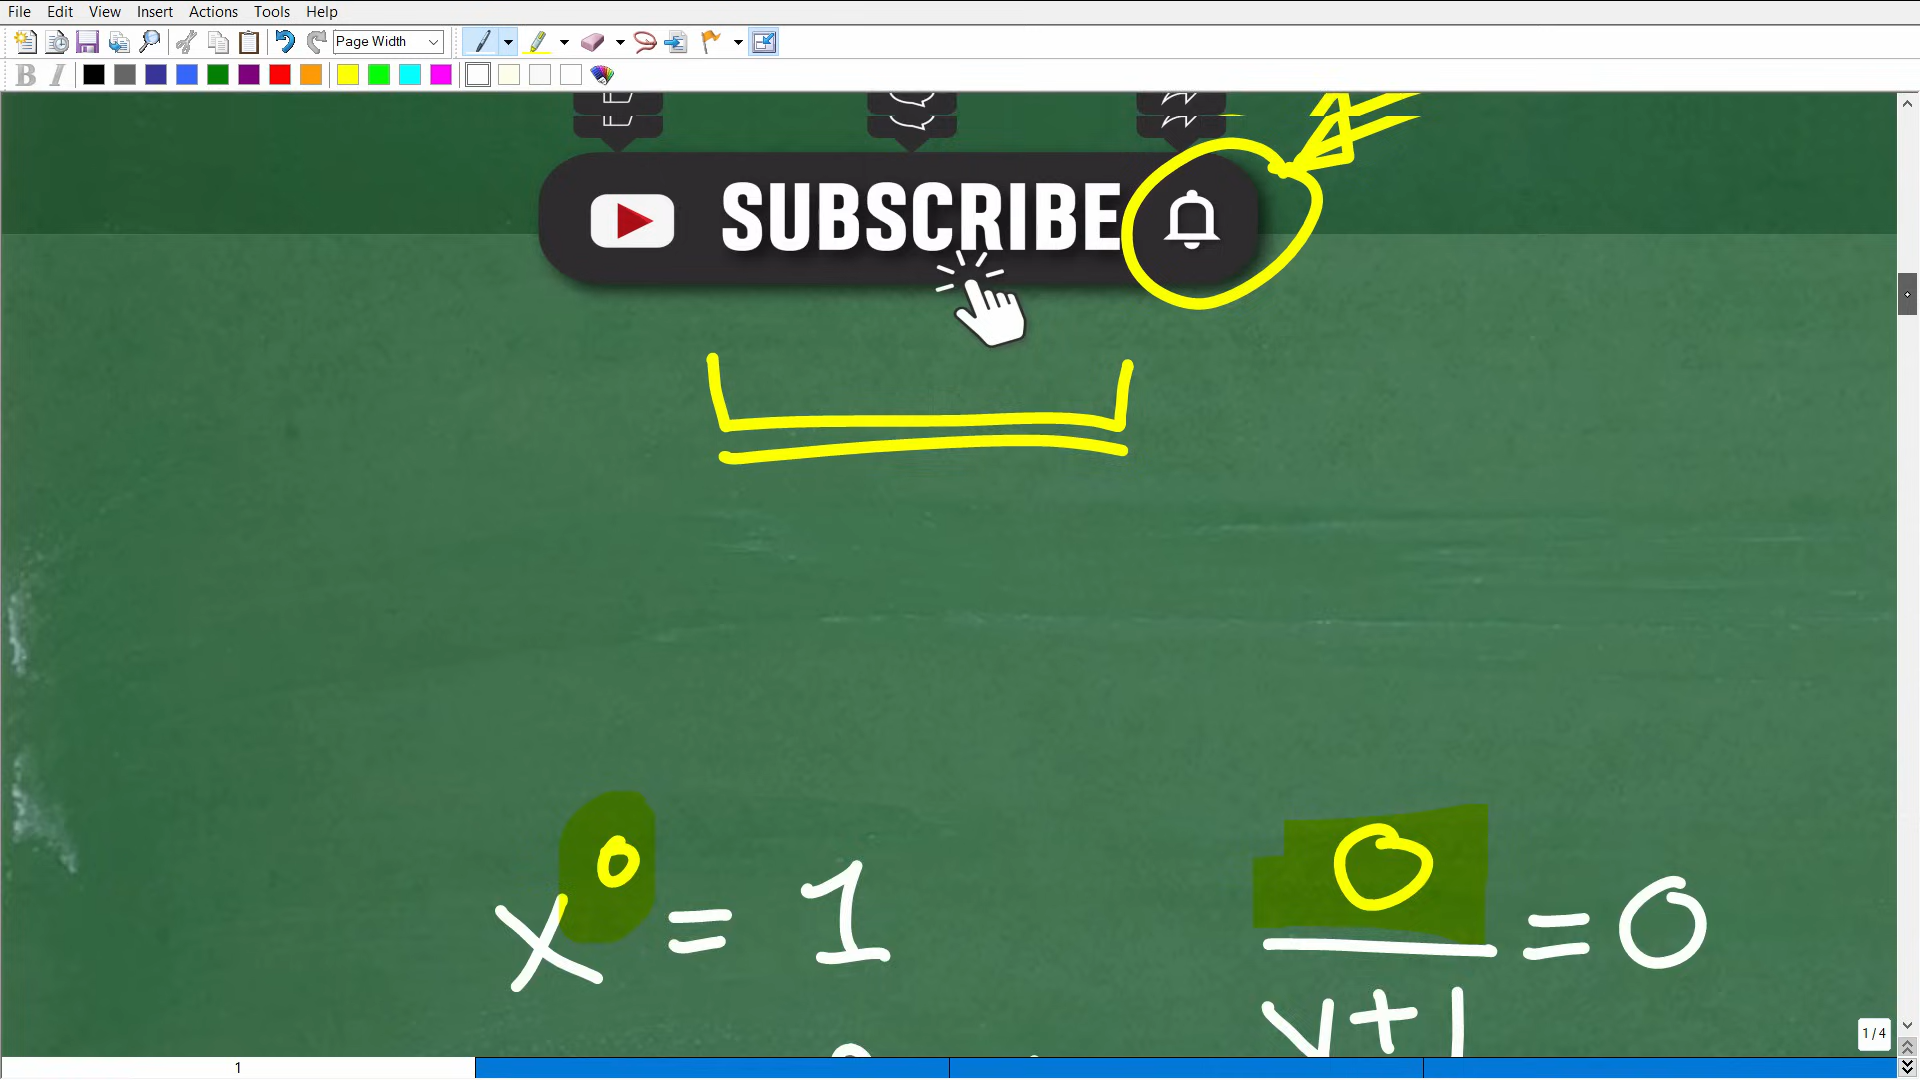 File Edit View Insert Actions Tools Help
Page Width
B I
SUBSCRIBE
x⁰ = 1
0
— = 0
+ 1
1/4
1